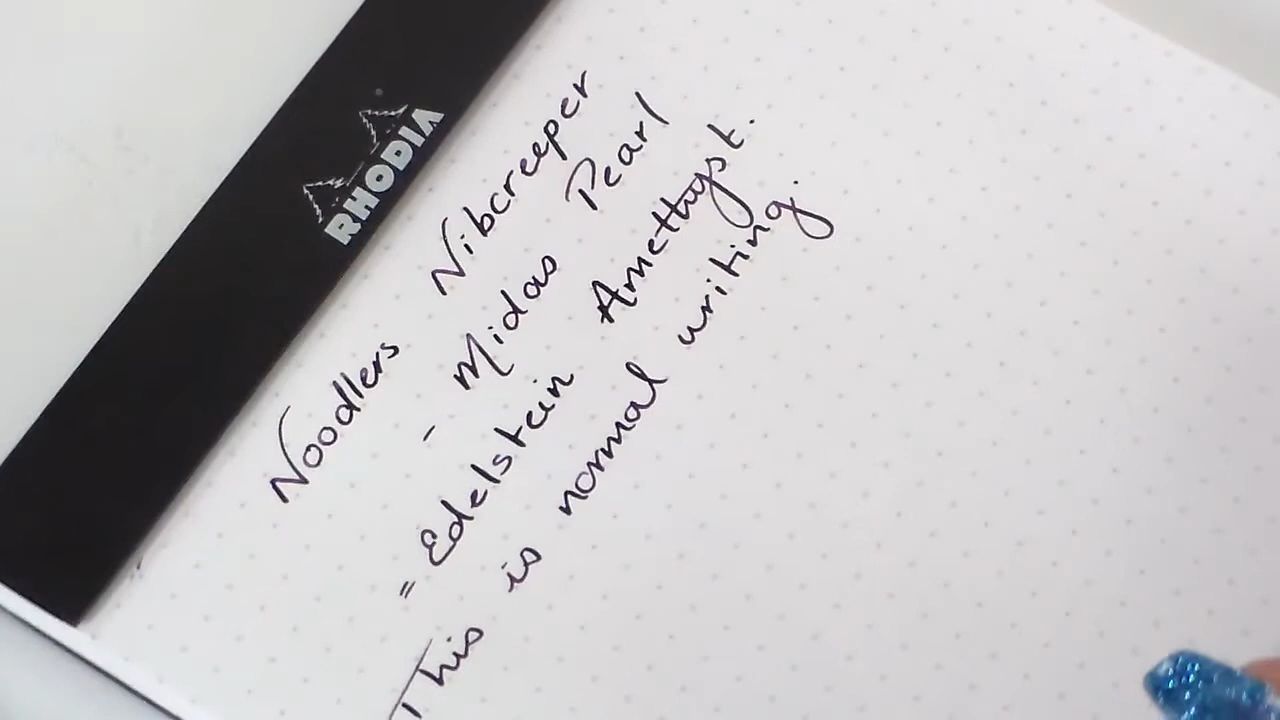 RHODIA
Noodlers Nibcreeper
- Midas Pearl
= Edelstein Amethyst.
This is normal writing.